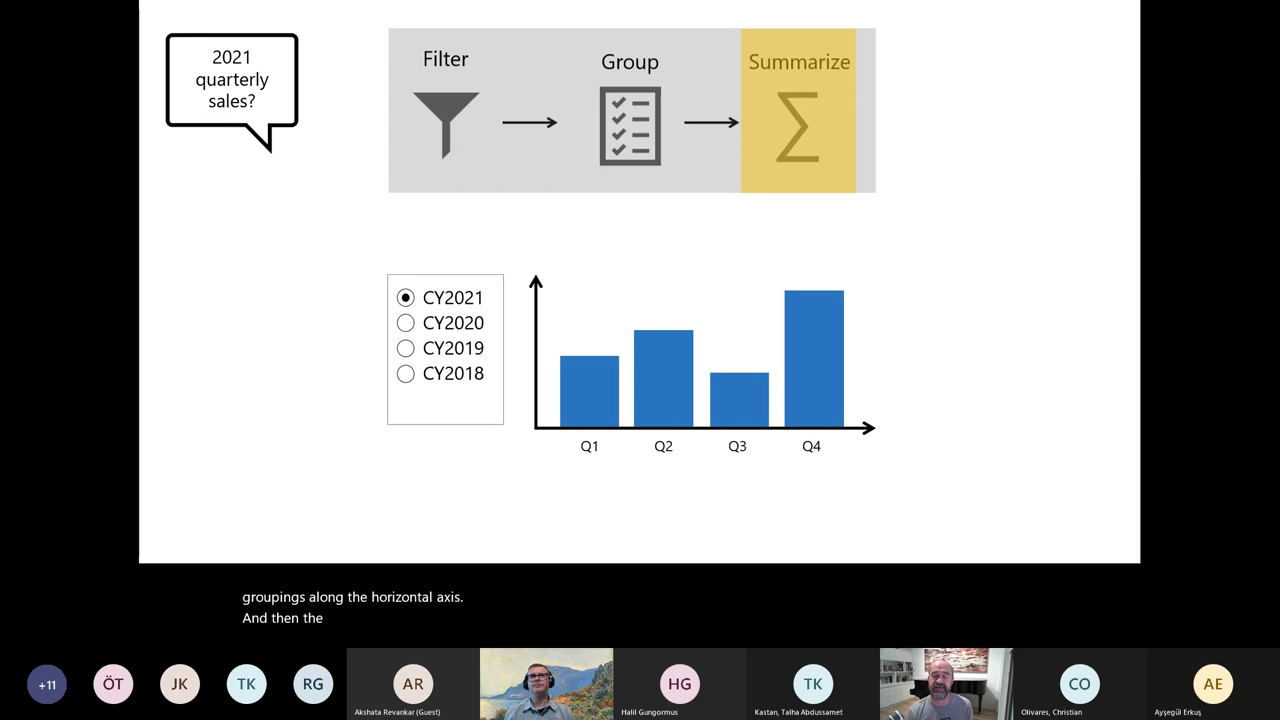 2021
quarterly
sales?
Filter
Group
Summarize
CY2021
CY2020
CY2019
CY2018
Q1
Q2
Q3
Q4
groupings along the horizontal axis.
And then the
+11
ÖT
JK
TK
RG
AR
Akshata Revankar (Guest)
HG
Halil Gungormus
TK
Kastan, Talha Abdussamet
CO
Olivares, Christian
AE
Ayşegül Erkuş